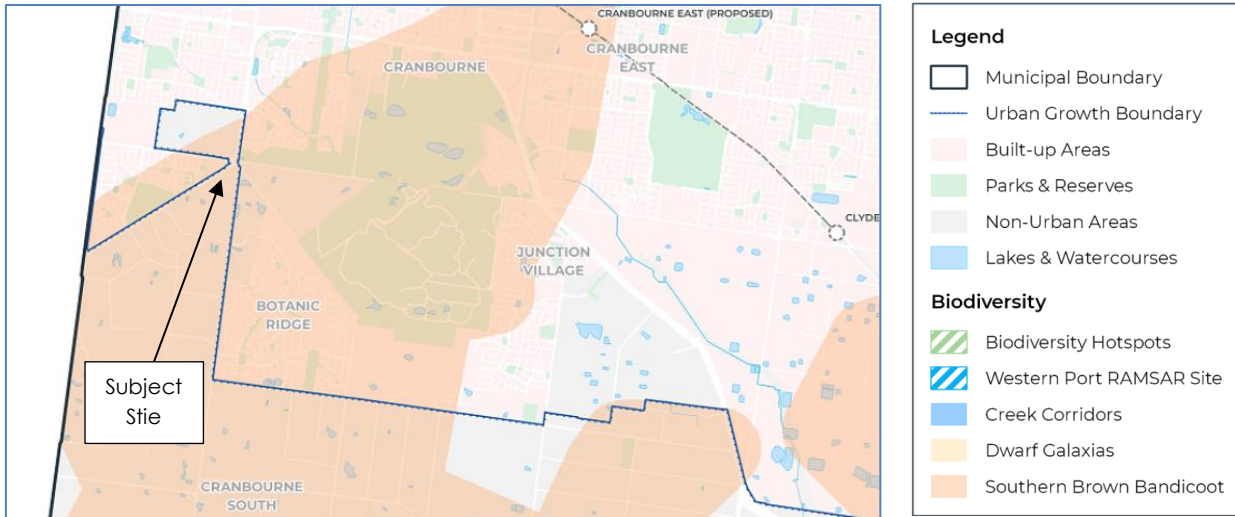 CRANBOURNE EAST (PROPOSED)
CRANBOURNE
EAST
CRANBOURNE
CLYDE
JUNCTION
VILLAGE
BOTANIC
RIDGE
Subject
Stie
CRANBOURNE
SOUTH
Legend
Municipal Boundary
Urban Growth Boundary
Built-up Areas
Parks & Reserves
Non-Urban Areas
Lakes & Watercourses
Biodiversity
Biodiversity Hotspots
Western Port RAMSAR Site
Creek Corridors
Dwarf Galaxias
Southern Brown Bandicoot